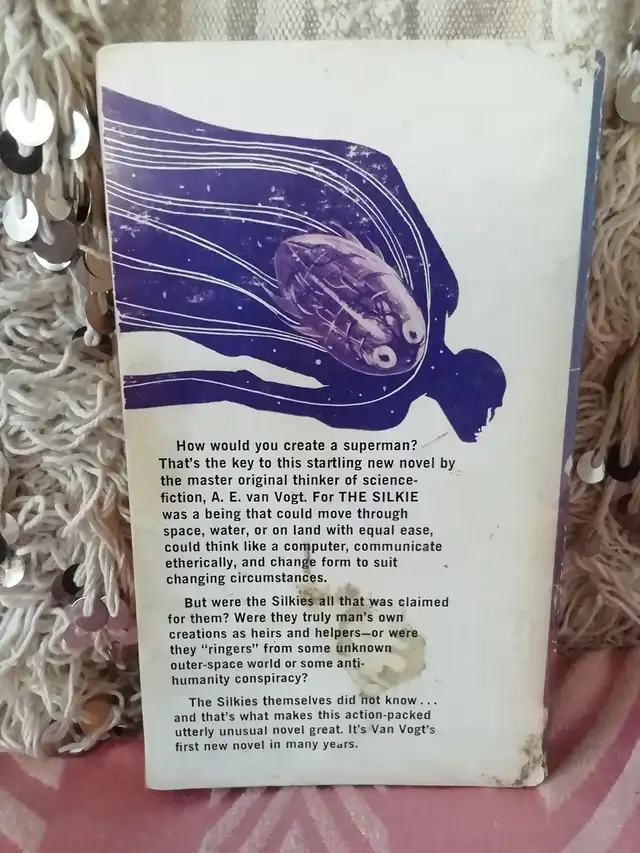 How would you create a superman?
That's the key to this startling new novel by
the master original thinker of science-
fiction, A. E. van Vogt. For THE SILKIE
was a being that could move through
space, water, or on land with equal ease,
could think like a computer, communicate
etherically, and change form to suit
changing circumstances.
But were the Silkies all that was claimed
for them? Were they truly man's own
creations as heirs and helpers—or were
they "ringers" from some unknown
outer-space world or some anti-
humanity conspiracy?
The Silkies themselves did not know...
and that's what makes this action-packed
utterly unusual novel great. It's Van Vogt's
first new novel in many years.